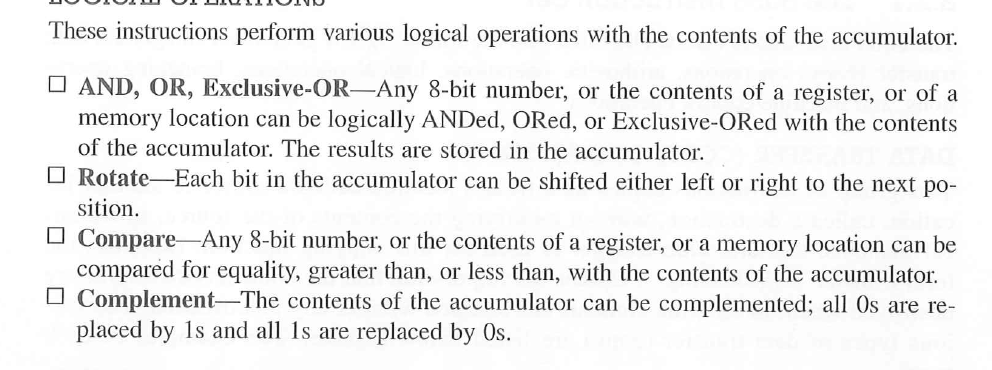 LOGICAL OPERATIONS
These instructions perform various logical operations with the contents of the accumulator.
☐ AND, OR, Exclusive-OR—Any 8-bit number, or the contents of a register, or of a
memory location can be logically ANDed, ORed, or Exclusive-ORed with the contents
of the accumulator. The results are stored in the accumulator.
☐ Rotate—Each bit in the accumulator can be shifted either left or right to the next po-
sition.
☐ Compare—Any 8-bit number, or the contents of a register, or a memory location can be
compared for equality, greater than, or less than, with the contents of the accumulator.
☐ Complement—The contents of the accumulator can be complemented; all 0s are re-
placed by 1s and all 1s are replaced by 0s.